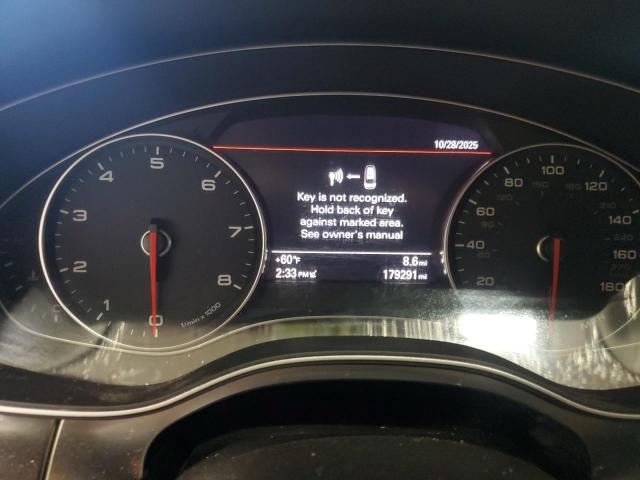 10/28/2025
Key is not recognized.
Hold back of key
against marked area.
See owner's manual
+60°F 8.6mi
2:33 PM 179291 mi
0 1 2 3 4 5 6 7 8
1/min x 1000
20 60 80 100 120 140 160 180